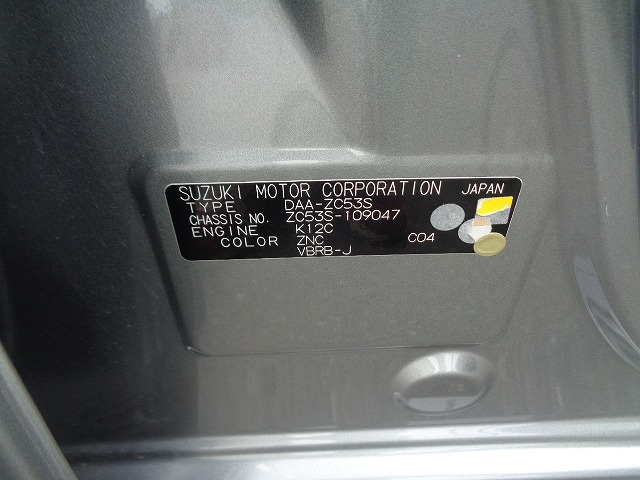 SUZUKI MOTOR CORPORATION JAPAN
TYPE DAA-ZC53S
CHASSIS NO. ZC53S-109047
ENGINE K12C
COLOR ZNC C04
VBRB-J